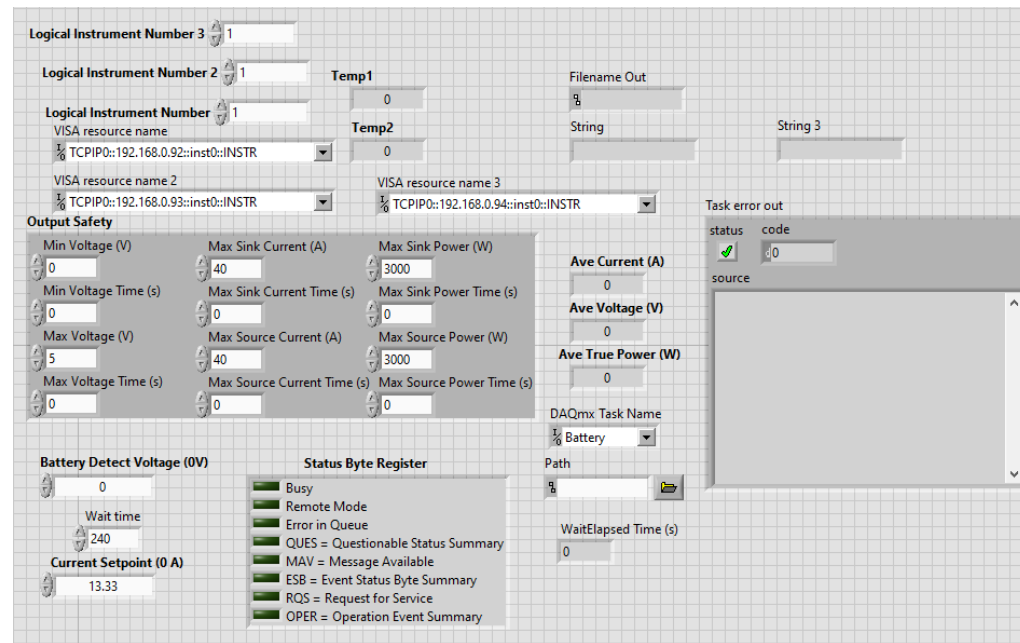 Logical Instrument Number 3 1
Logical Instrument Number 2 1
Temp1
0
Filename Out
Logical Instrument Number 1
VISA resource name
TCPIP0::192.168.0.92::inst0::INSTR
Temp2
0
String
String 3
VISA resource name 2
TCPIP0::192.168.0.93::inst0::INSTR
VISA resource name 3
TCPIP0::192.168.0.94::inst0::INSTR
Output Safety
Min Voltage (V) Max Sink Current (A) Max Sink Power (W)
0 40 3000
Min Voltage Time (s) Max Sink Current Time (s) Max Sink Power Time (s)
0 0 0
Max Voltage (V) Max Source Current (A) Max Source Power (W)
5 40 3000
Max Voltage Time (s) Max Source Current Time (s) Max Source Power Time (s)
0 0 0
Ave Current (A)
0
Ave Voltage (V)
0
Ave True Power (W)
0
DAQmx Task Name
Battery
Path
WaitElapsed Time (s)
0
Task error out
status code
d0
source
Battery Detect Voltage (0V)
0
Wait time
240
Current Setpoint (0 A)
13.33
Status Byte Register
Busy
Remote Mode
Error in Queue
QUES = Questionable Status Summary
MAV = Message Available
ESB = Event Status Byte Summary
RQS = Request for Service
OPER = Operation Event Summary